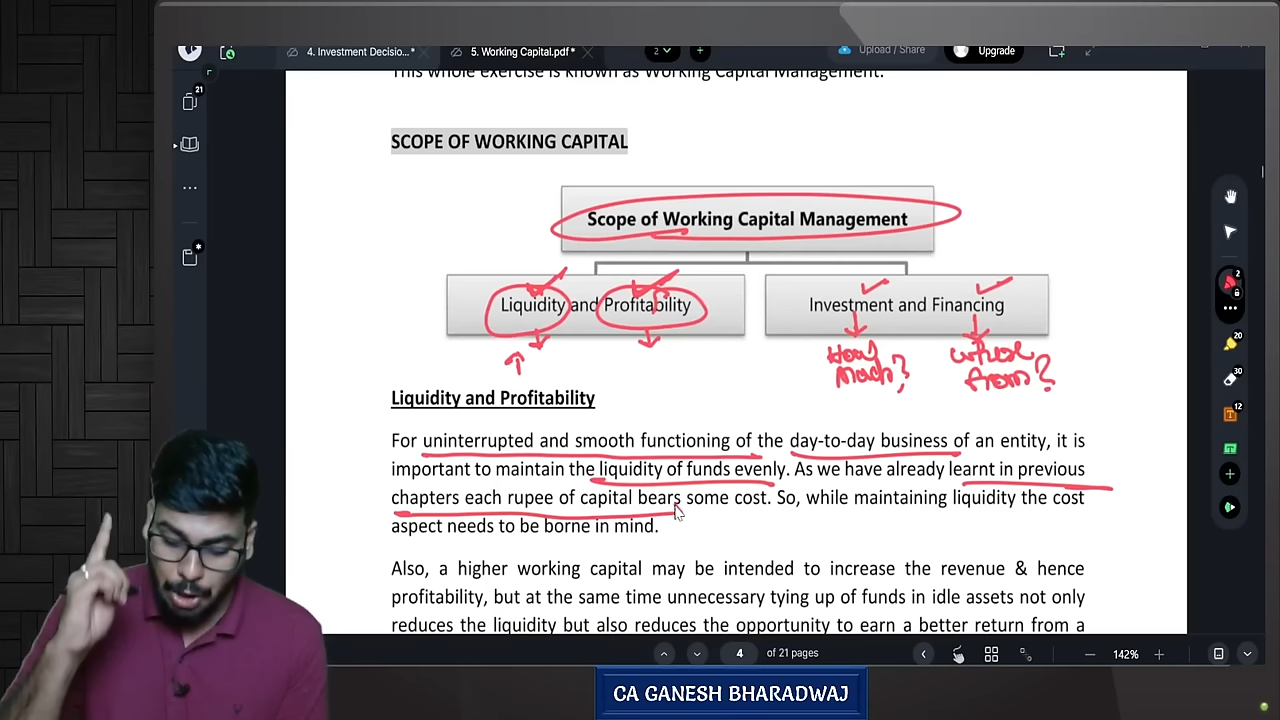 4. Investment Decisio...*
5. Working Capital.pdf*
2
Upload / Share
Upgrade
This whole exercise is known as Working Capital Management.
21
SCOPE OF WORKING CAPITAL
Scope of Working Capital Management
Liquidity and Profitability
Investment and Financing
How Much?
Where from?
Liquidity and Profitability
For uninterrupted and smooth functioning of the day-to-day business of an entity, it is
important to maintain the liquidity of funds evenly. As we have already learnt in previous
chapters each rupee of capital bears some cost. So, while maintaining liquidity the cost
aspect needs to be borne in mind.
Also, a higher working capital may be intended to increase the revenue & hence
profitability, but at the same time unnecessary tying up of funds in idle assets not only
reduces the liquidity but also reduces the opportunity to earn a better return from a
2
20
30
12
4 of 21 pages
142%
CA GANESH BHARADWAJ